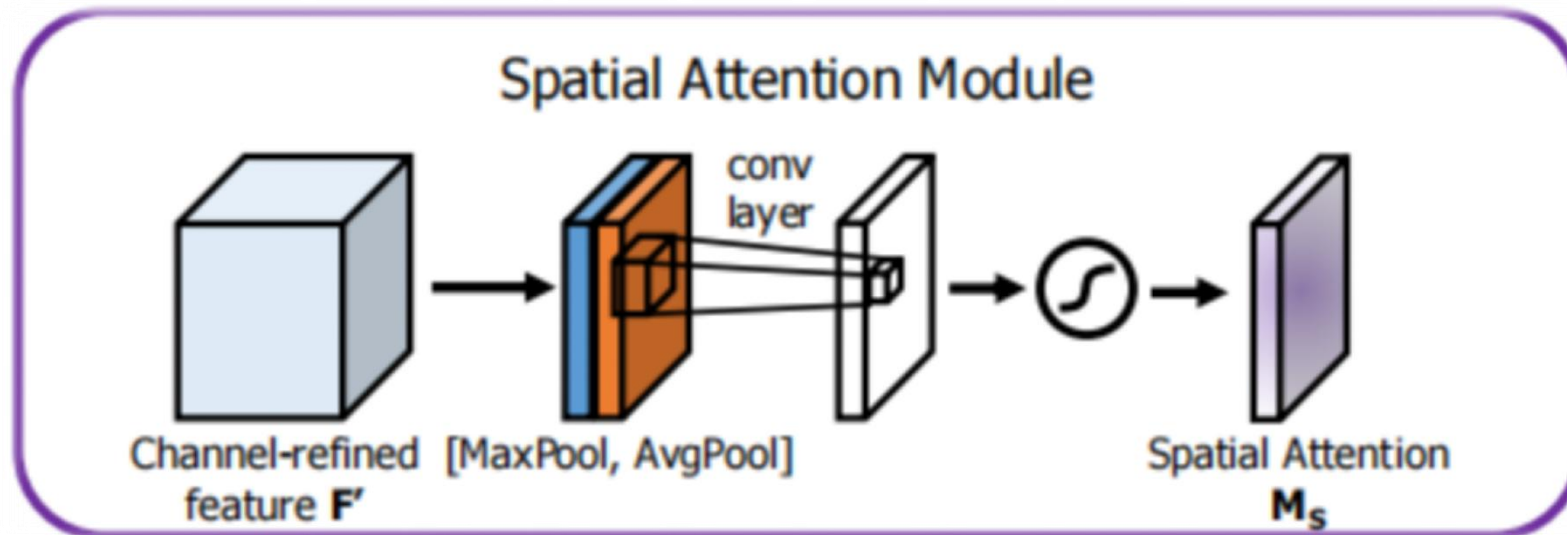 Spatial Attention Module
conv
layer
Channel-refined
feature F'
[MaxPool, AvgPool]
Spatial Attention
Ms